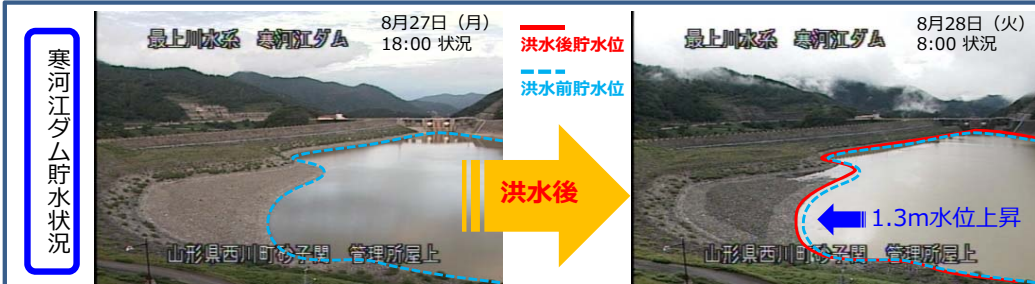 寒河江ダム貯水状況
最上川水系　寒河江ダム
8月27日（月）
18:00 状況
山形県西川町砂子関　管理所屋上
洪水後貯水位
洪水前貯水位
洪水後
最上川水系　寒河江ダム
8月28日（火）
8:00 状況
1.3m水位上昇
山形県西川町砂子関　管理所屋上